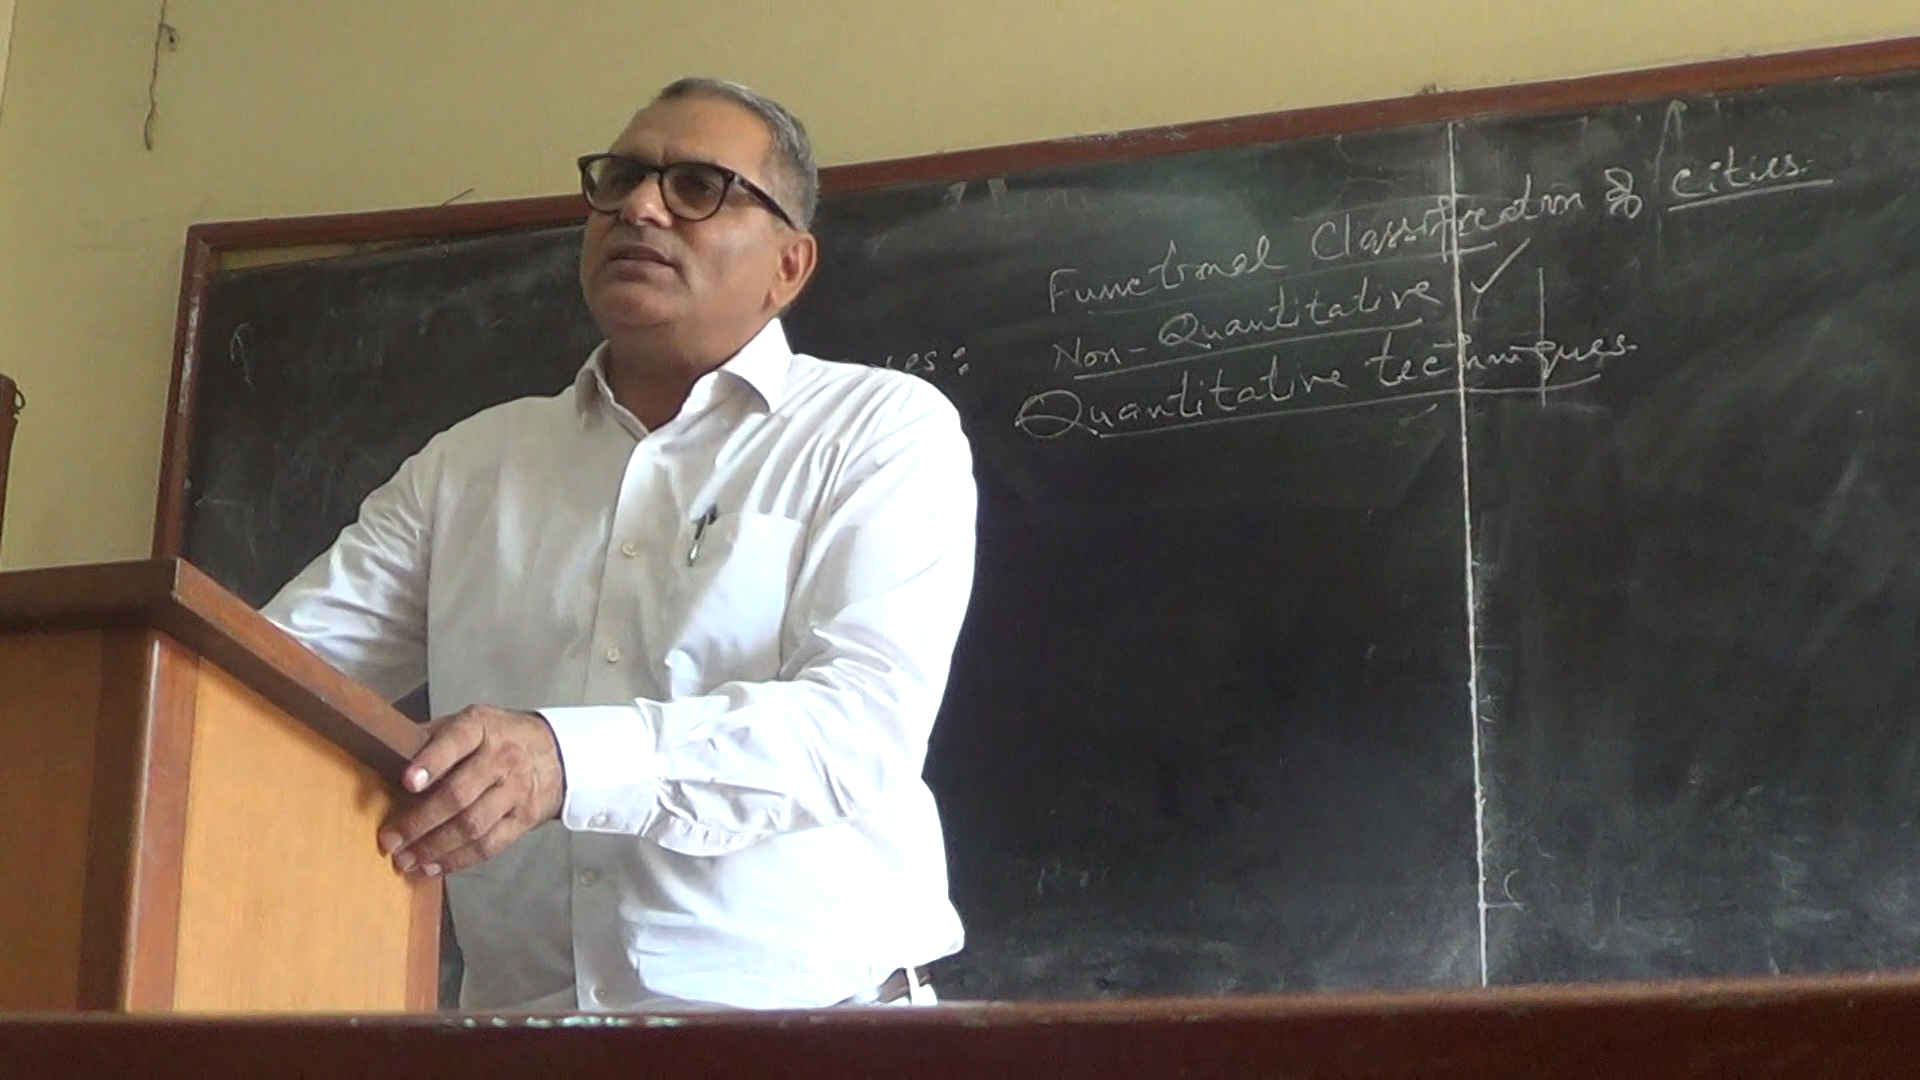 Functional Classification of cities.
Non-Quantitative ✓
Quantitative techniques.